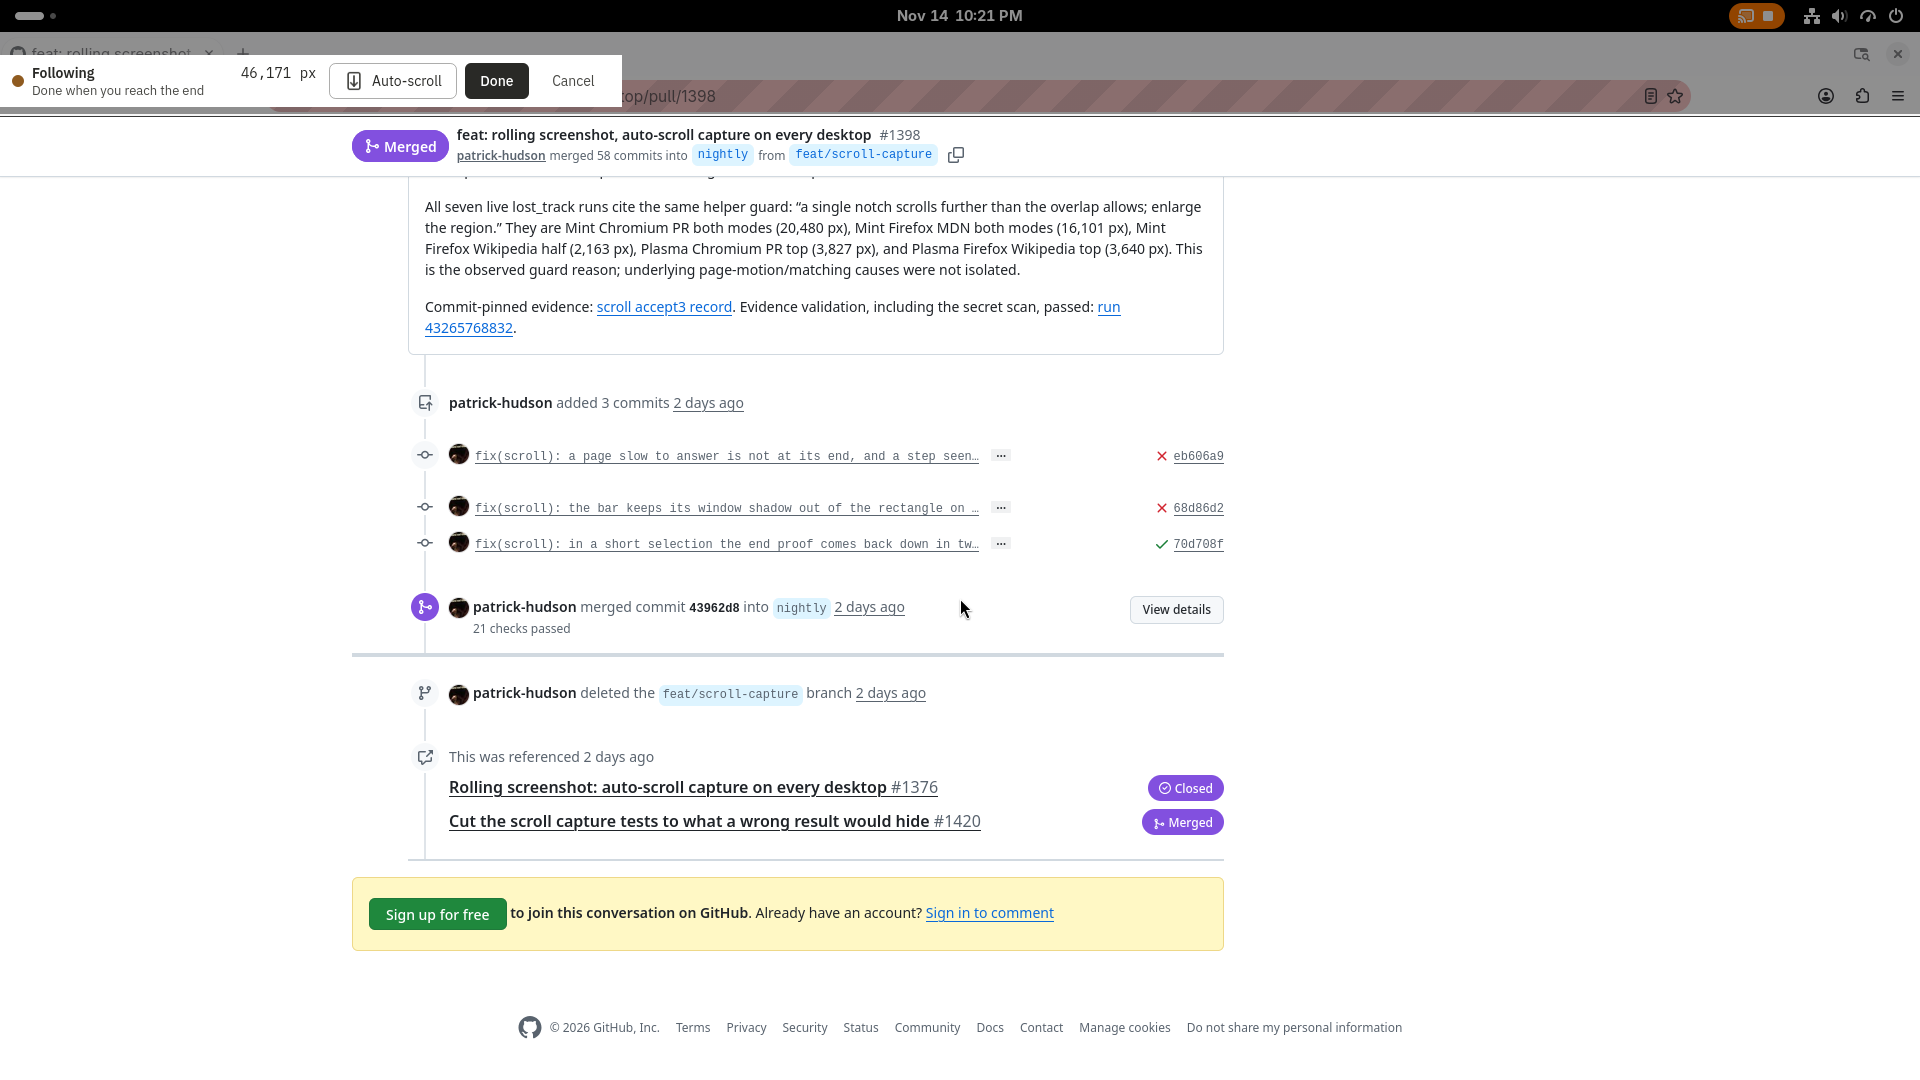 Nov 14 10:21 PM
feat: rolling screenshot
Following
Done when you reach the end
46,171 px
Auto-scroll
Done
Cancel
top/pull/1398
Merged
feat: rolling screenshot, auto-scroll capture on every desktop #1398
patrick-hudson merged 58 commits into nightly from feat/scroll-capture
All seven live lost_track runs cite the same helper guard: “a single notch scrolls further than the overlap allows; enlarge
the region.” They are Mint Chromium PR both modes (20,480 px), Mint Firefox MDN both modes (16,101 px), Mint
Firefox Wikipedia half (2,163 px), Plasma Chromium PR top (3,827 px), and Plasma Firefox Wikipedia top (3,640 px). This
is the observed guard reason; underlying page-motion/matching causes were not isolated.
Commit-pinned evidence: scroll accept3 record. Evidence validation, including the secret scan, passed: run
43265768832.
patrick-hudson added 3 commits 2 days ago
fix(scroll): a page slow to answer is not at its end, and a step seen… ... eb606a9
fix(scroll): the bar keeps its window shadow out of the rectangle on … ... 68d86d2
fix(scroll): in a short selection the end proof comes back down in tw… ... 70d708f
patrick-hudson merged commit 43962d8 into nightly 2 days ago
View details
21 checks passed
patrick-hudson deleted the feat/scroll-capture branch 2 days ago
This was referenced 2 days ago
Rolling screenshot: auto-scroll capture on every desktop #1376
Closed
Cut the scroll capture tests to what a wrong result would hide #1420
Merged
Sign up for free to join this conversation on GitHub. Already have an account? Sign in to comment
© 2026 GitHub, Inc. Terms Privacy Security Status Community Docs Contact Manage cookies Do not share my personal information